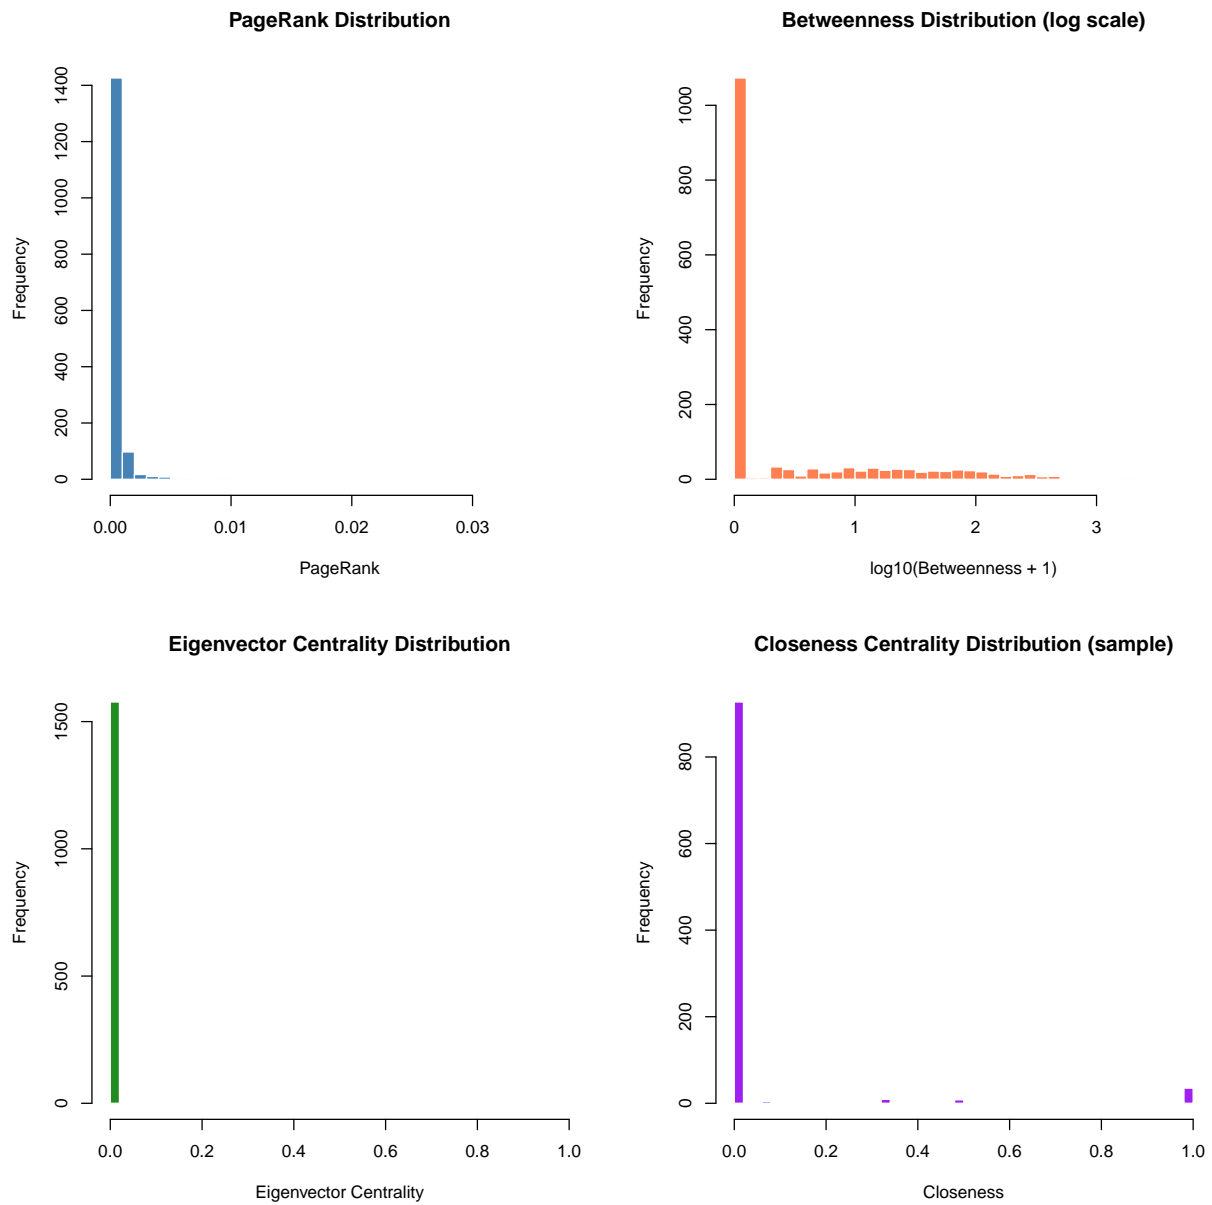 PageRank Distribution
Frequency
0 200 400 600 800 1000 1200 1400
0.00 0.01 0.02 0.03
PageRank
Betweenness Distribution (log scale)
Frequency
0 200 400 600 800 1000
0 1 2 3
log10(Betweenness + 1)
Eigenvector Centrality Distribution
Frequency
0 500 1000 1500
0.0 0.2 0.4 0.6 0.8 1.0
Eigenvector Centrality
Closeness Centrality Distribution (sample)
Frequency
0 200 400 600 800
0.0 0.2 0.4 0.6 0.8 1.0
Closeness